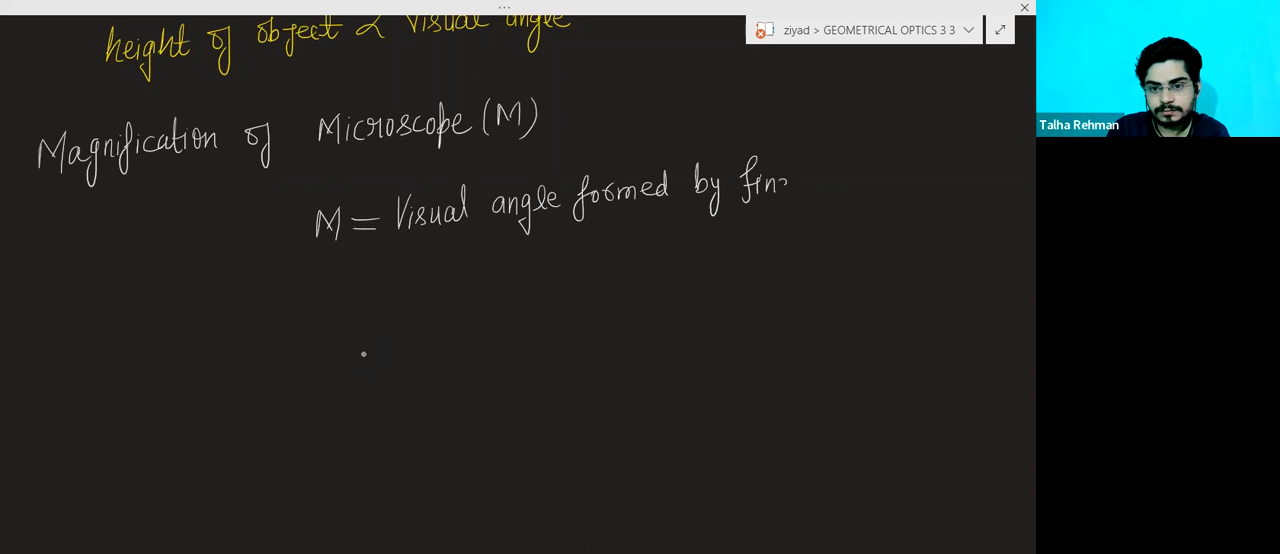 height of object ∝ visual angle
ziyad > GEOMETRICAL OPTICS 3 3
Talha Rehman
Magnification of Microscope (M)
M = Visual angle formed by fin